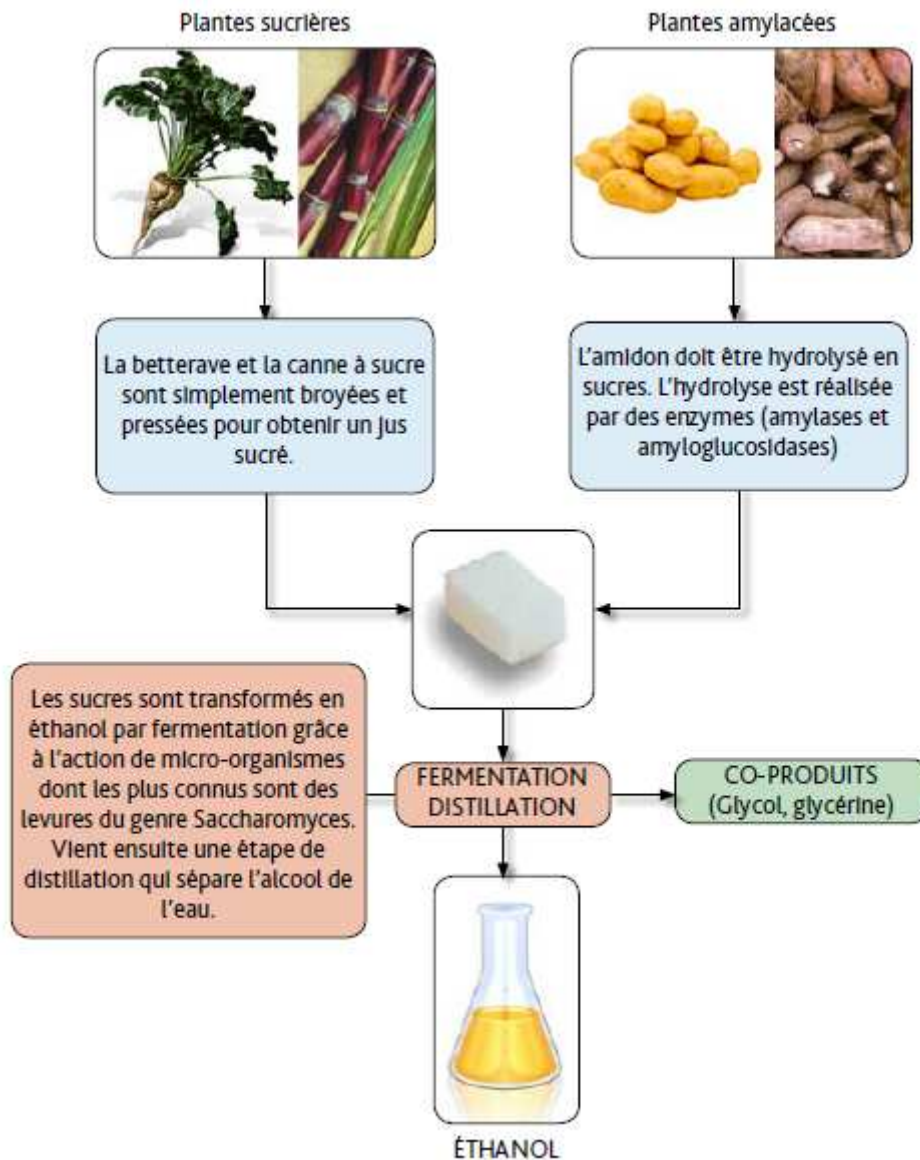 Plantes sucrières
Plantes amylacées
La betterave et la canne à sucre
sont simplement broyées et
pressées pour obtenir un jus
sucré.
L'amidon doit être hydrolysé en
sucres. L'hydrolyse est réalisée
par des enzymes (amylases et
amyloglucosidases)
Les sucres sont transformés en
éthanol par fermentation grâce
à l'action de micro-organismes
dont les plus connus sont des
levures du genre Saccharomyces.
Vient ensuite une étape de
distillation qui sépare l'alcool de
l'eau.
FERMENTATION
DISTILLATION
CO-PRODUITS
(Glycol, glycérine)
ÉTHANOL